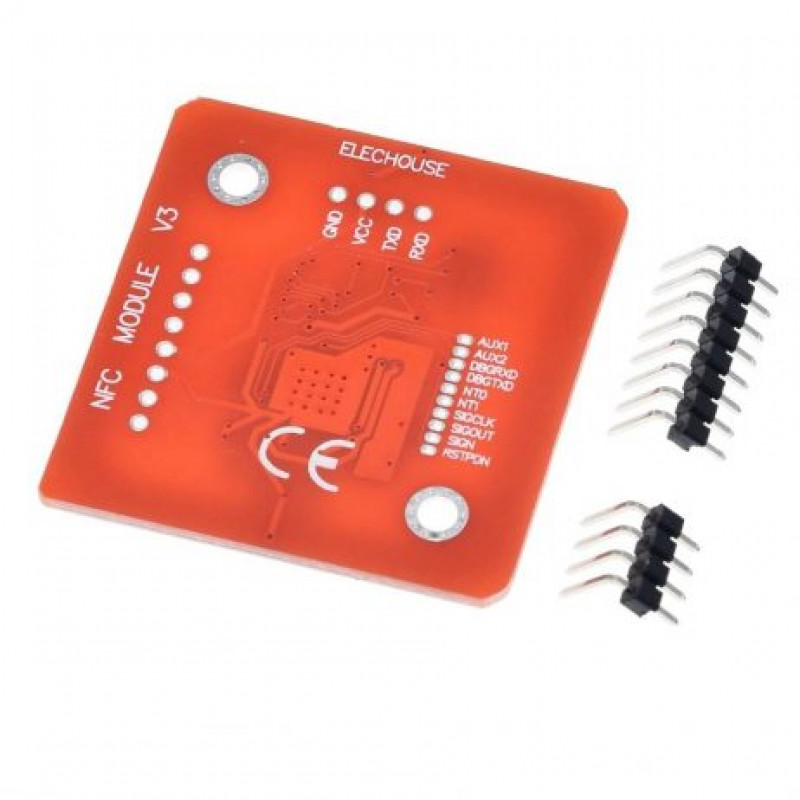 ELECHOUSE
GND
VCC
TXD
RXD
NFC MODULE V3
AUX1
AUX2
DBGRXD
DBGTXD
NT0
NT1
SIGCLK
SIGOUT
SIGN
RSTPDN
CE